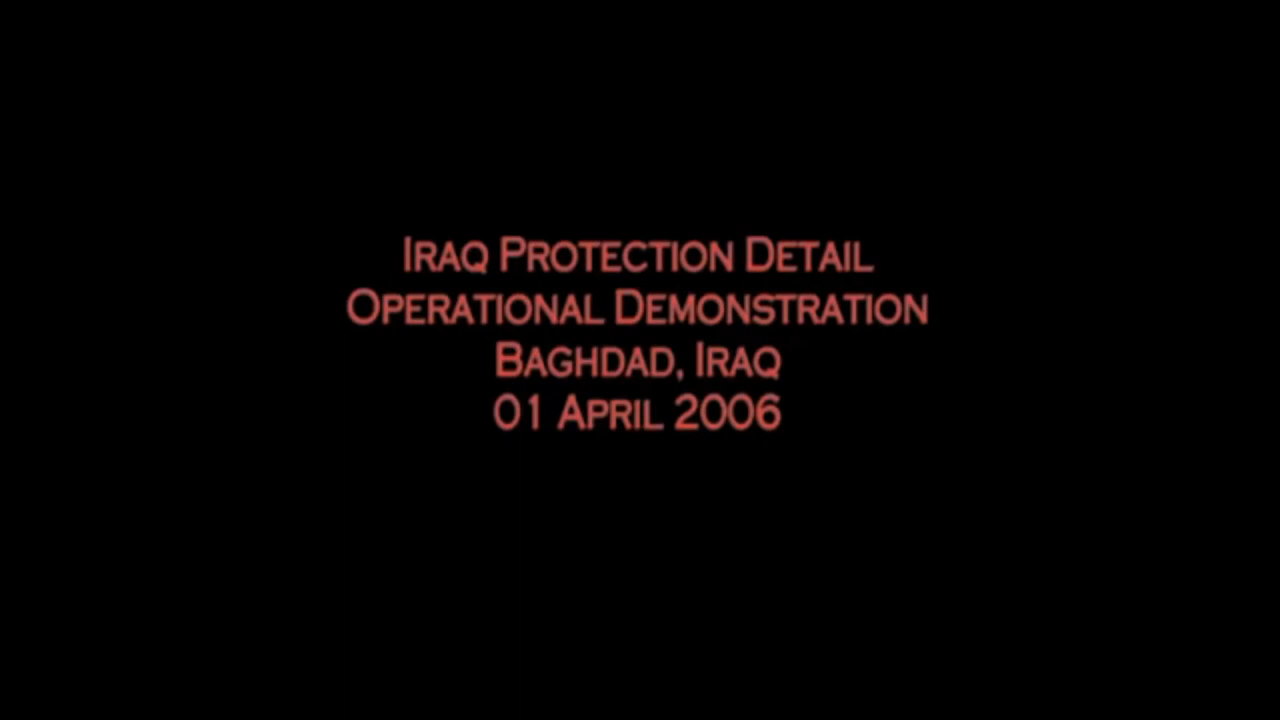 Iraq Protection Detail
Operational Demonstration
Baghdad, Iraq
01 April 2006